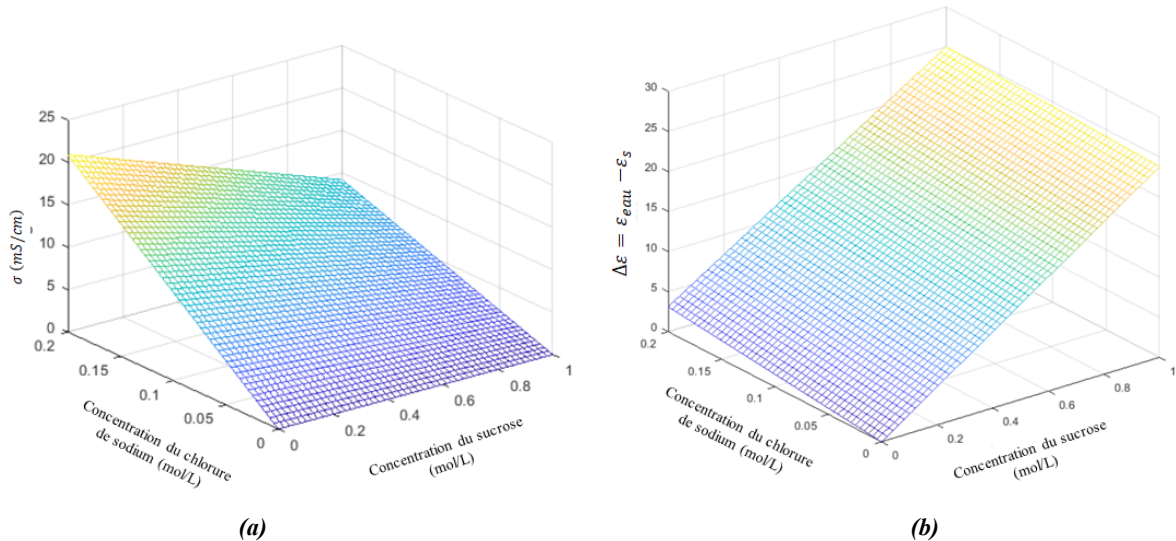 25
20
15
10
5
0
σ (mS/cm)
0.2
0.15
0.1
0.05
0
0
0.2
0.4
0.6
0.8
1
Concentration du chlorure
de sodium (mol/L)
Concentration du sucrose
(mol/L)
(a)
30
25
20
15
10
5
0
Δε = ε_eau − ε_s
0.2
0.15
0.1
0.05
0
0
0.2
0.4
0.6
0.8
1
Concentration du chlorure
de sodium (mol/L)
Concentration du sucrose
(mol/L)
(b)